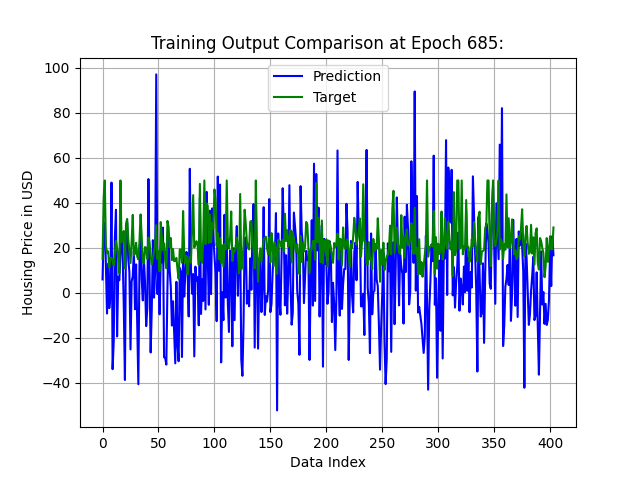 Training Output Comparison at Epoch 685:
Prediction
Target
Housing Price in USD
100
80
60
40
20
0
−20
−40
0 50 100 150 200 250 300 350 400
Data Index